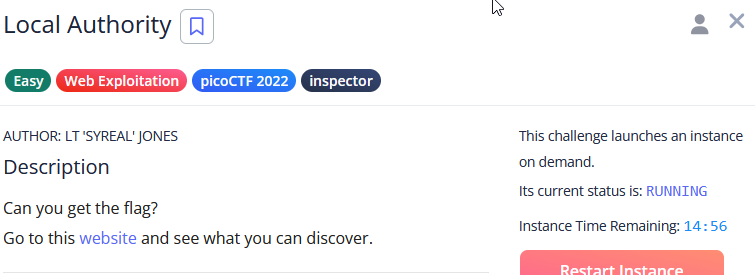 Local Authority
Easy Web Exploitation picoCTF 2022 inspector
AUTHOR: LT 'SYREAL' JONES
Description
Can you get the flag?
Go to this website and see what you can discover.
This challenge launches an instance
on demand.
Its current status is: RUNNING
Instance Time Remaining: 14:56
Restart Instance